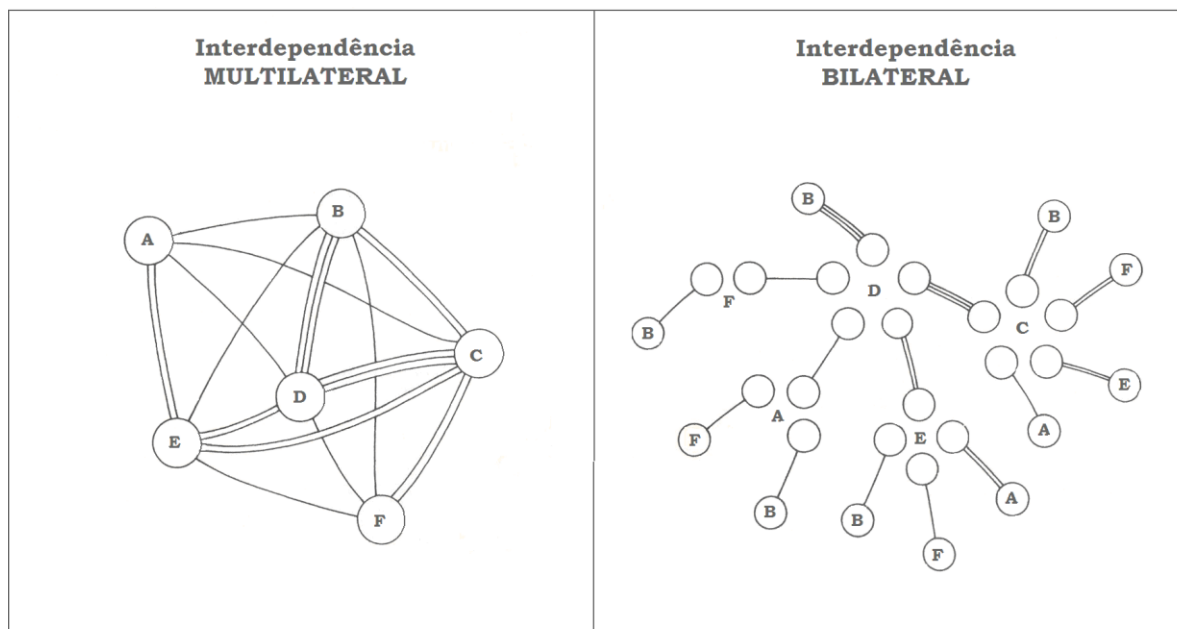 Interdependência
MULTILATERAL
A
B
C
D
E
F
Interdependência
BILATERAL
B
B
F
F
D
C
B
E
A
F
A
E
B
B
A
F